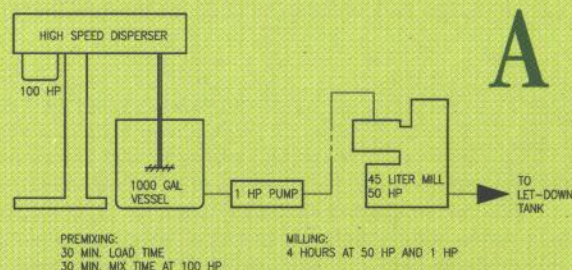 A
HIGH SPEED DISPERSER
100 HP
1000 GAL
VESSEL
1 HP PUMP
45 LITER MILL
50 HP
TO
LET-DOWN
TANK
PREMIXING:
30 MIN. LOAD TIME
30 MIN. MIX TIME AT 100 HP
MILLING:
4 HOURS AT 50 HP AND 1 HP